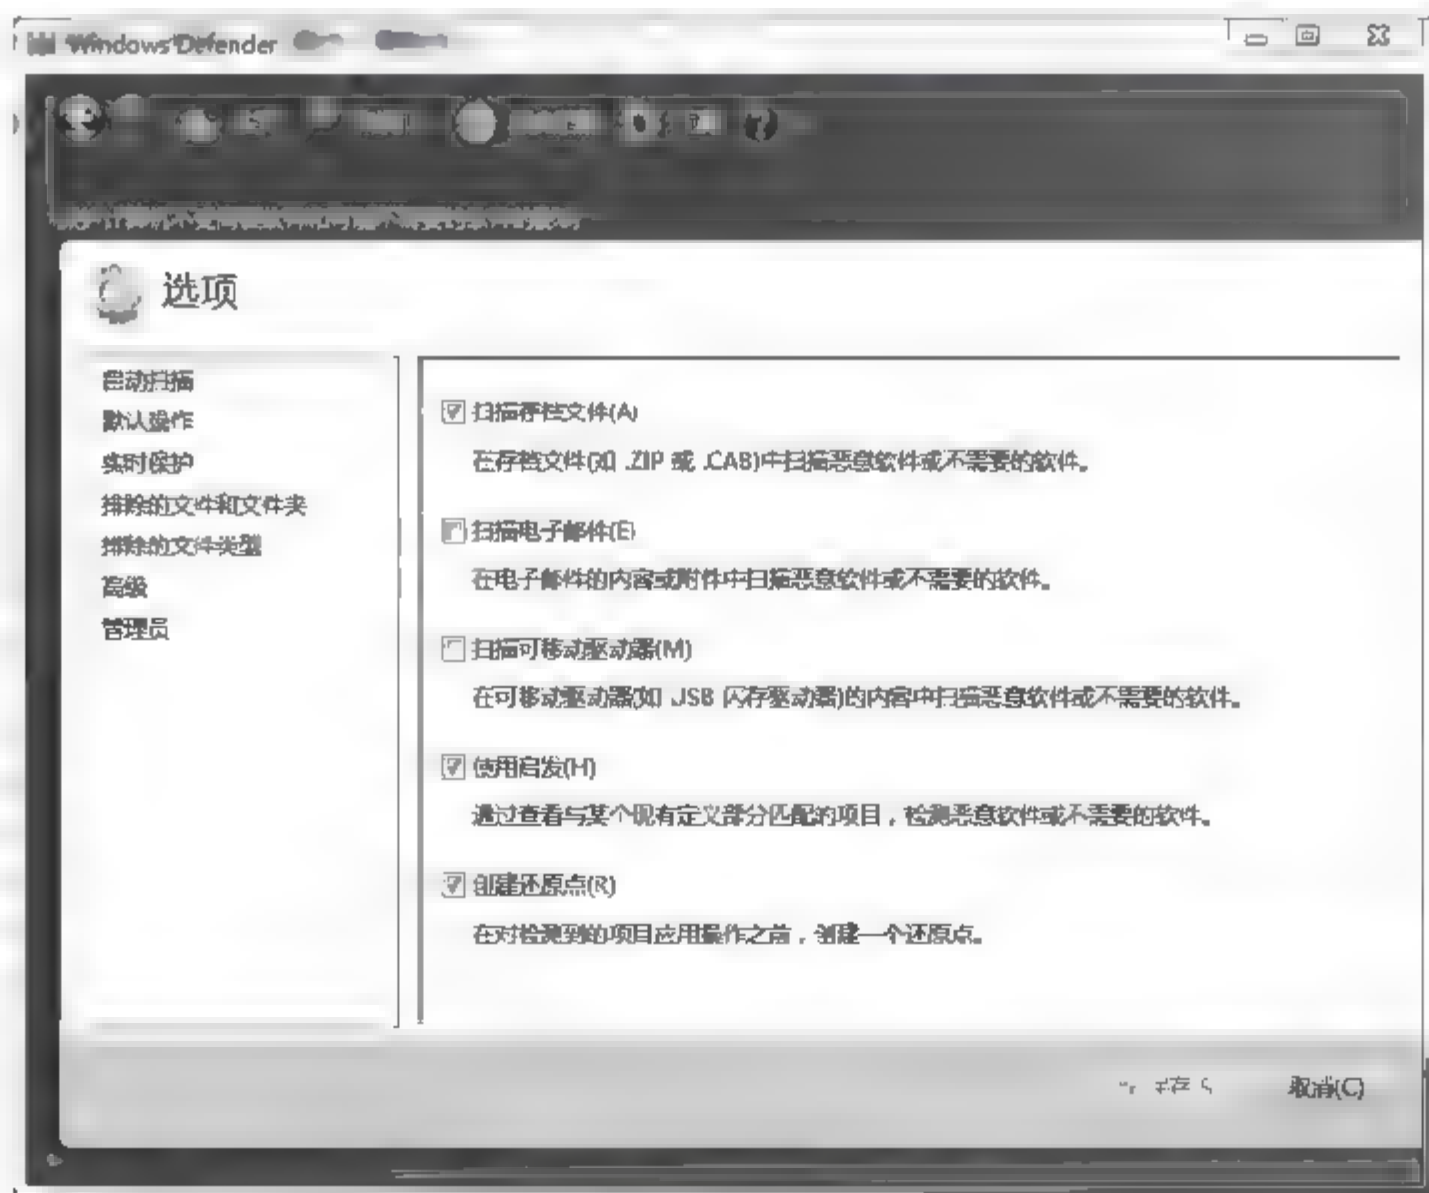 Windows Defender
选项
自动扫描
默认操作
实时保护
排除的文件和文件夹
排除的文件类型
高级
管理员
扫描存档文件(A)
在存档文件(如 .ZIP 或 .CAB)中扫描恶意软件或不需要的软件。
扫描电子邮件(E)
在电子邮件的内容或附件中扫描恶意软件或不需要的软件。
扫描可移动驱动器(M)
在可移动驱动器(如 USB 闪存驱动器)的内容中扫描恶意软件或不需要的软件。
使用启发(H)
通过查看与某个现有定义部分匹配的项目，检测恶意软件或不需要的软件。
创建还原点(R)
在对检测到的项目应用操作之前，创建一个还原点。
取消(C)